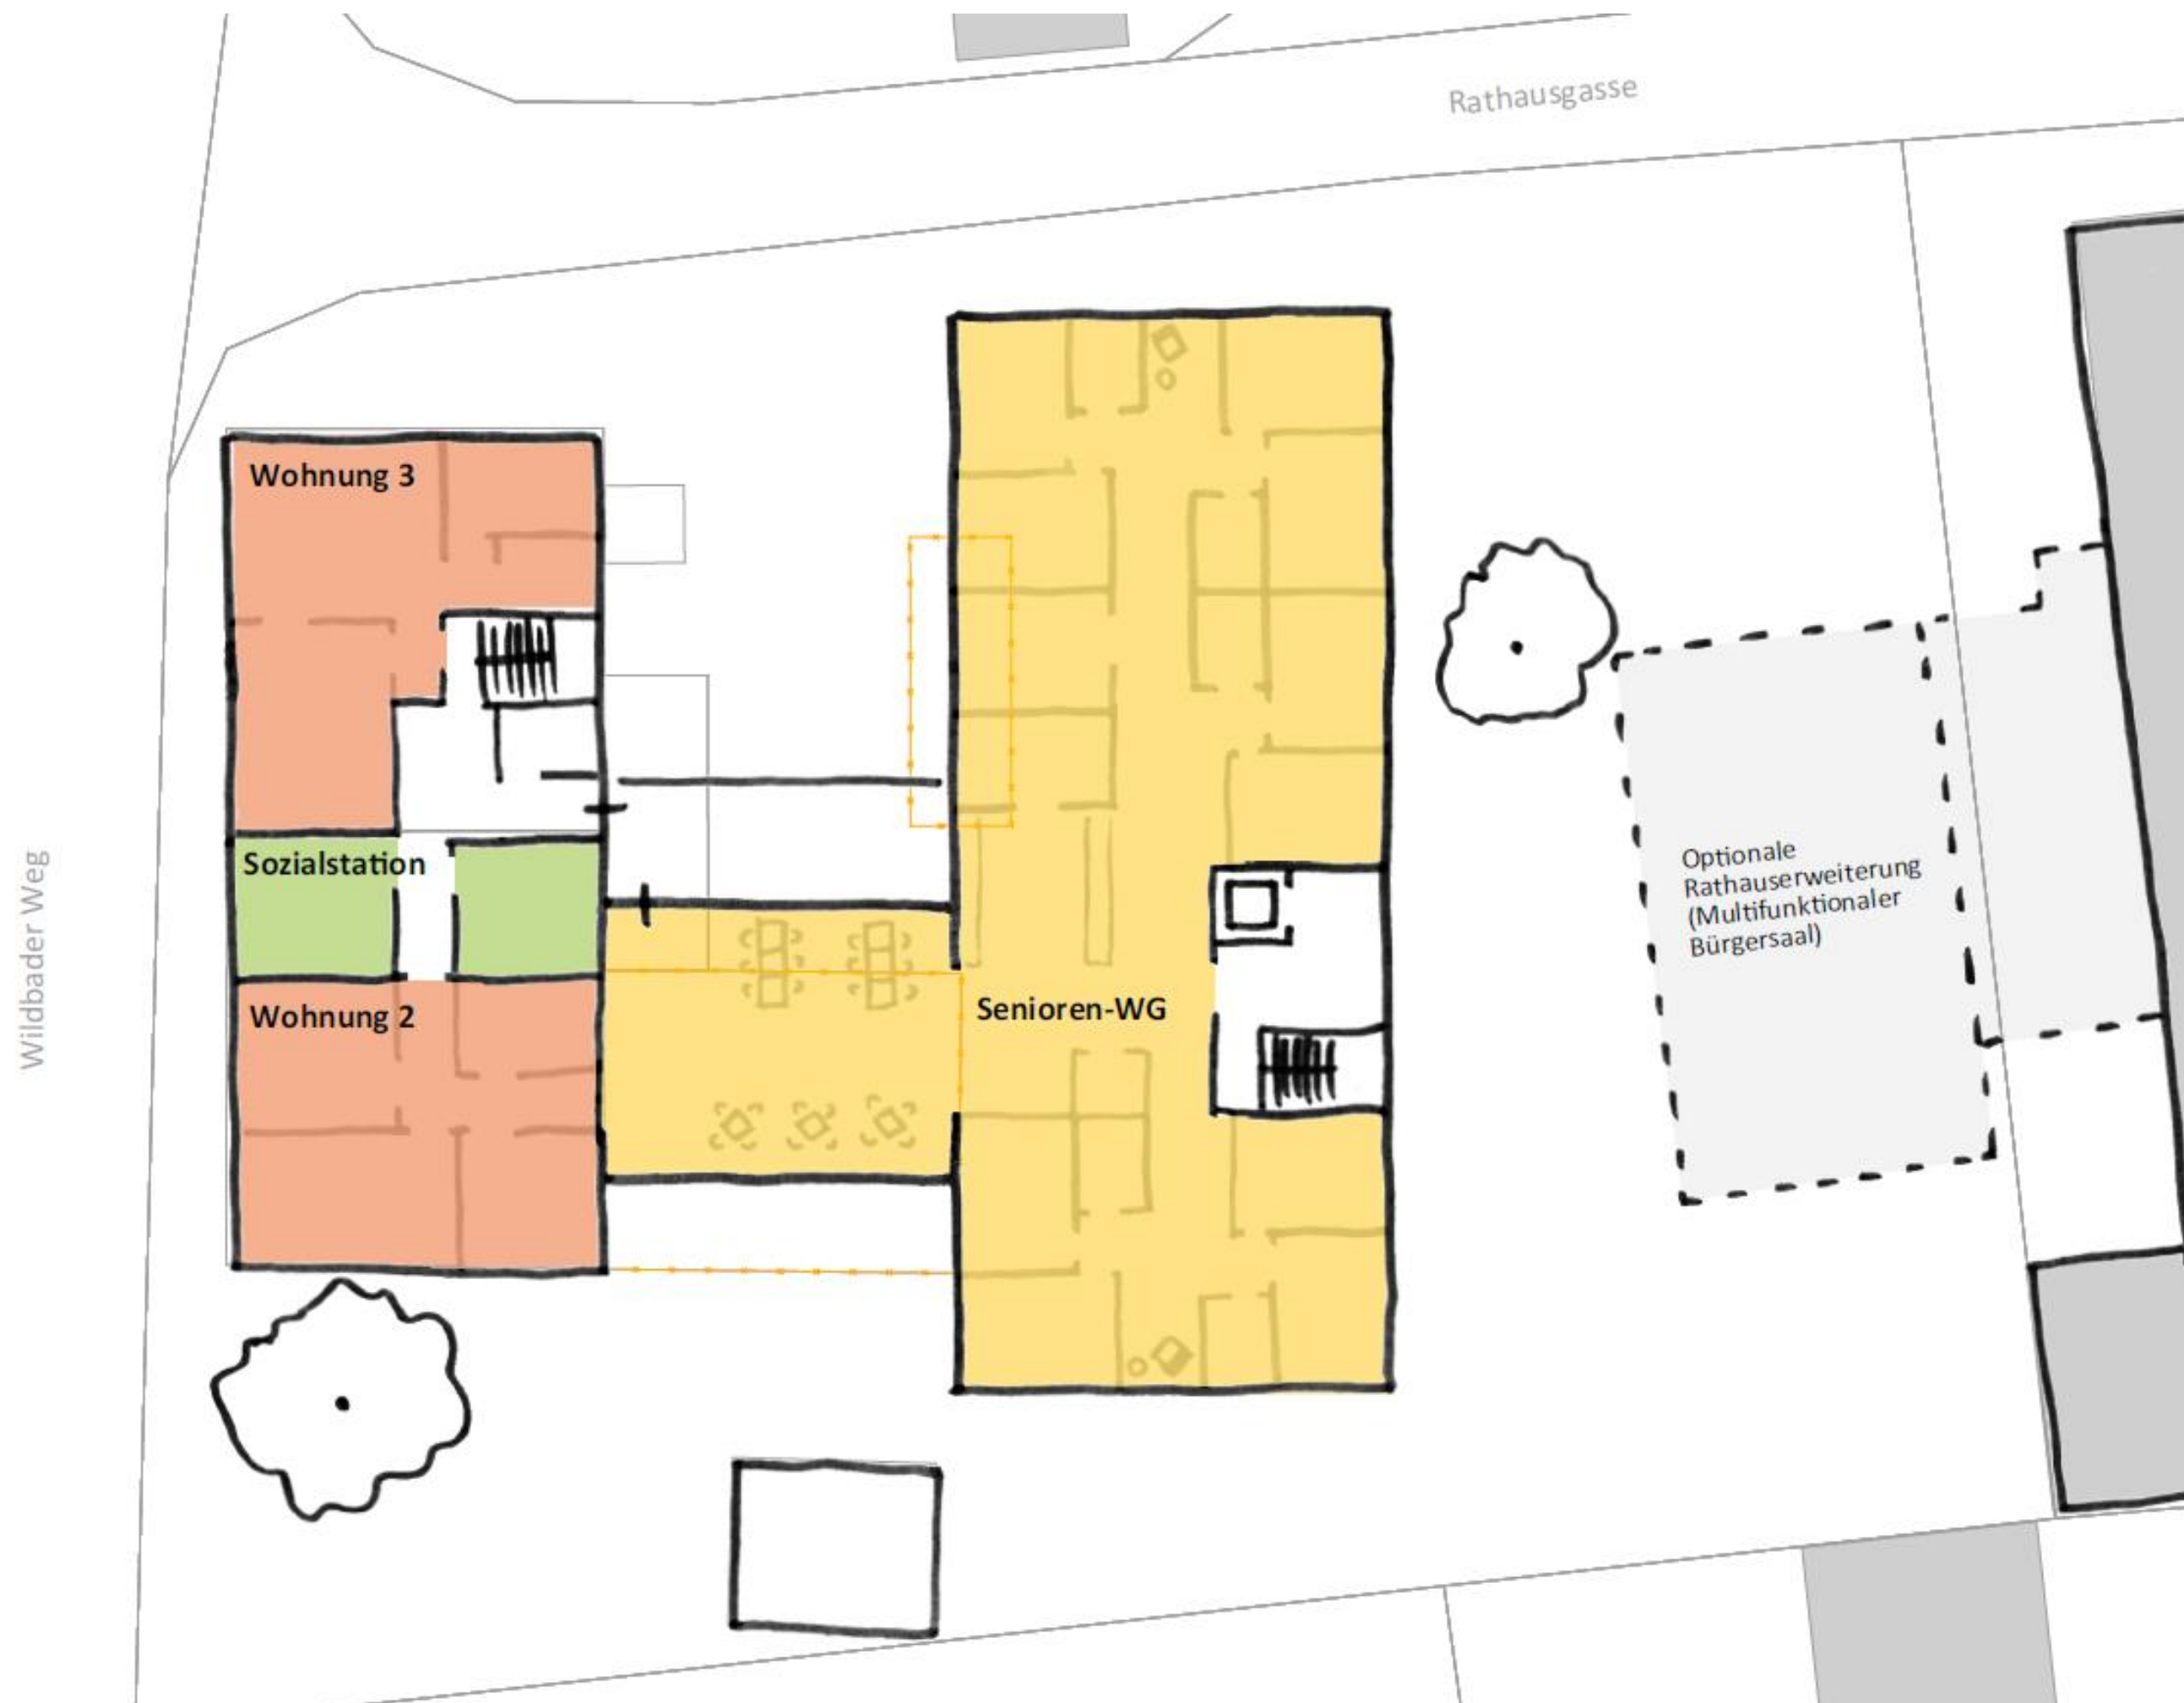 Rathausgasse
Wohnung 3
Sozialstation
Wohnung 2
Senioren-WG
Optionale
Rathauserweiterung
(Multifunktionaler
Bürgersaal)
Wildbader Weg